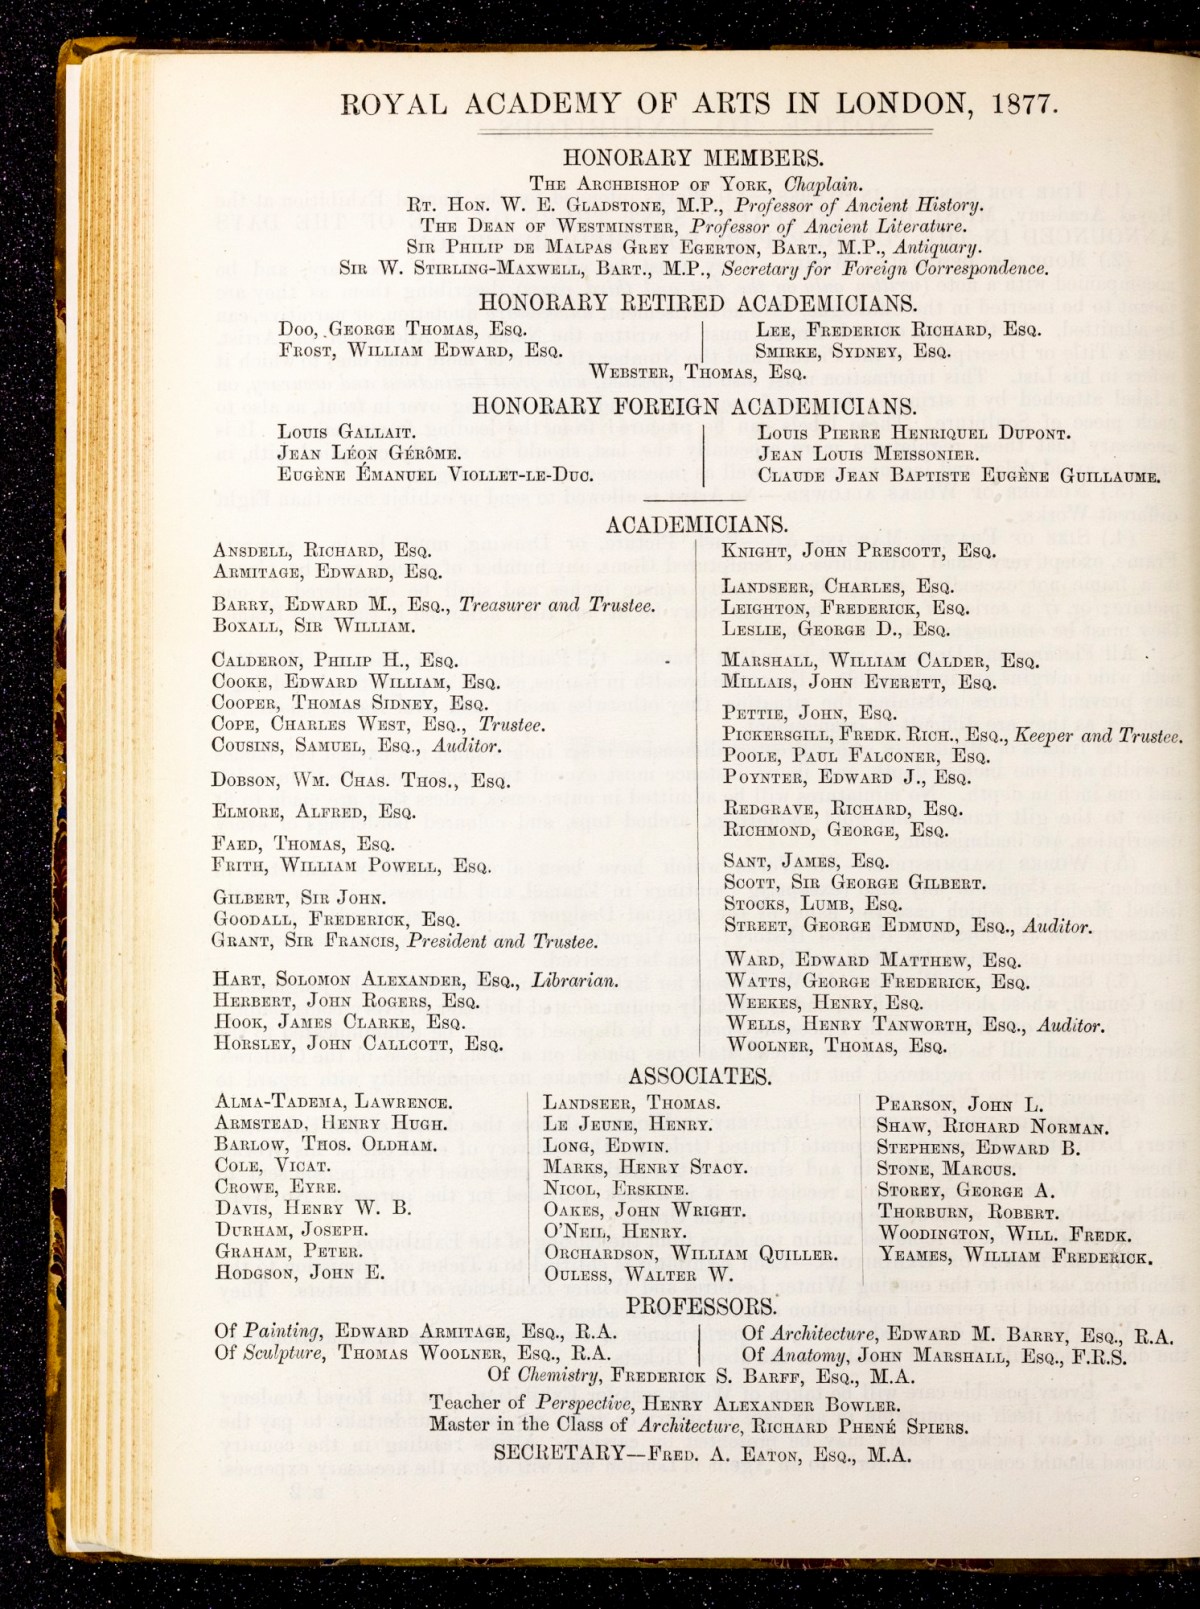 ROYAL ACADEMY OF ARTS IN LONDON, 1877.
HONORARY MEMBERS.
THE ARCHBISHOP OF YORK, Chaplain.
RT. HON. W. E. GLADSTONE, M.P., Professor of Ancient History.
THE DEAN OF WESTMINSTER, Professor of Ancient Literature.
SIR PHILIP DE MALPAS GREY EGERTON, BART., M.P., Antiquary.
SIR W. STIRLING-MAXWELL, BART., M.P., Secretary for Foreign Correspondence.
HONORARY RETIRED ACADEMICIANS.
DOO, GEORGE THOMAS, ESQ.
FROST, WILLIAM EDWARD, ESQ.
LEE, FREDERICK RICHARD, ESQ.
SMIRKE, SYDNEY, ESQ.
WEBSTER, THOMAS, ESQ.
HONORARY FOREIGN ACADEMICIANS.
LOUIS GALLAIT.
JEAN LÉON GÉRÔME.
EUGÈNE ÉMANUEL VIOLLET-LE-DUC.
LOUIS PIERRE HENRIQUEL DUPONT.
JEAN LOUIS MEISSONIER.
CLAUDE JEAN BAPTISTE EUGÈNE GUILLAUME.
ACADEMICIANS.
ANSDELL, RICHARD, ESQ.
ARMITAGE, EDWARD, ESQ.
BARRY, EDWARD M., ESQ., Treasurer and Trustee.
BOXALL, SIR WILLIAM.
CALDERON, PHILIP H., ESQ.
COOKE, EDWARD WILLIAM, ESQ.
COOPER, THOMAS SIDNEY, ESQ.
COPE, CHARLES WEST, ESQ., Trustee.
COUSINS, SAMUEL, ESQ., Auditor.
DOBSON, WM. CHAS. THOS., ESQ.
ELMORE, ALFRED, ESQ.
FAED, THOMAS, ESQ.
FRITH, WILLIAM POWELL, ESQ.
GILBERT, SIR JOHN.
GOODALL, FREDERICK, ESQ.
GRANT, SIR FRANCIS, President and Trustee.
HART, SOLOMON ALEXANDER, ESQ., Librarian.
HERBERT, JOHN ROGERS, ESQ.
HOOK, JAMES CLARKE, ESQ.
HORSLEY, JOHN CALLCOTT, ESQ.
KNIGHT, JOHN PRESCOTT, ESQ.
LANDSEER, CHARLES, ESQ.
LEIGHTON, FREDERICK, ESQ.
LESLIE, GEORGE D., ESQ.
MARSHALL, WILLIAM CALDER, ESQ.
MILLAIS, JOHN EVERETT, ESQ.
PETTIE, JOHN, ESQ.
PICKERSGILL, FREDK. RICH., ESQ., Keeper and Trustee.
POOLE, PAUL FALCONER, ESQ.
POYNTER, EDWARD J., ESQ.
REDGRAVE, RICHARD, ESQ.
RICHMOND, GEORGE, ESQ.
SANT, JAMES, ESQ.
SCOTT, SIR GEORGE GILBERT.
STOCKS, LUMB, ESQ.
STREET, GEORGE EDMUND, ESQ., Auditor.
WARD, EDWARD MATTHEW, ESQ.
WATTS, GEORGE FREDERICK, ESQ.
WEEKES, HENRY, ESQ.
WELLS, HENRY TANWORTH, ESQ., Auditor.
WOOLNER, THOMAS, ESQ.
ASSOCIATES.
ALMA-TADEMA, LAWRENCE.
ARMSTEAD, HENRY HUGH.
BARLOW, THOS. OLDHAM.
COLE, VICAT.
CROWE, EYRE.
DAVIS, HENRY W. B.
DURHAM, JOSEPH.
GRAHAM, PETER.
HODGSON, JOHN E.
LANDSEER, THOMAS.
LE JEUNE, HENRY.
LONG, EDWIN.
MARKS, HENRY STACY.
NICOL, ERSKINE.
OAKES, JOHN WRIGHT.
O'NEIL, HENRY.
ORCHARDSON, WILLIAM QUILLER.
OULESS, WALTER W.
PEARSON, JOHN L.
SHAW, RICHARD NORMAN.
STEPHENS, EDWARD B.
STONE, MARCUS.
STOREY, GEORGE A.
THORBURN, ROBERT.
WOODINGTON, WILL. FREDK.
YEAMES, WILLIAM FREDERICK.
PROFESSORS.
Of Painting, EDWARD ARMITAGE, ESQ., R.A.
Of Sculpture, THOMAS WOOLNER, ESQ., R.A.
Of Architecture, EDWARD M. BARRY, ESQ., R.A.
Of Anatomy, JOHN MARSHALL, ESQ., F.R.S.
Of Chemistry, FREDERICK S. BARFF, ESQ., M.A.
Teacher of Perspective, HENRY ALEXANDER BOWLER.
Master in the Class of Architecture, RICHARD PHENÉ SPIERS.
SECRETARY—FRED. A. EATON, ESQ., M.A.